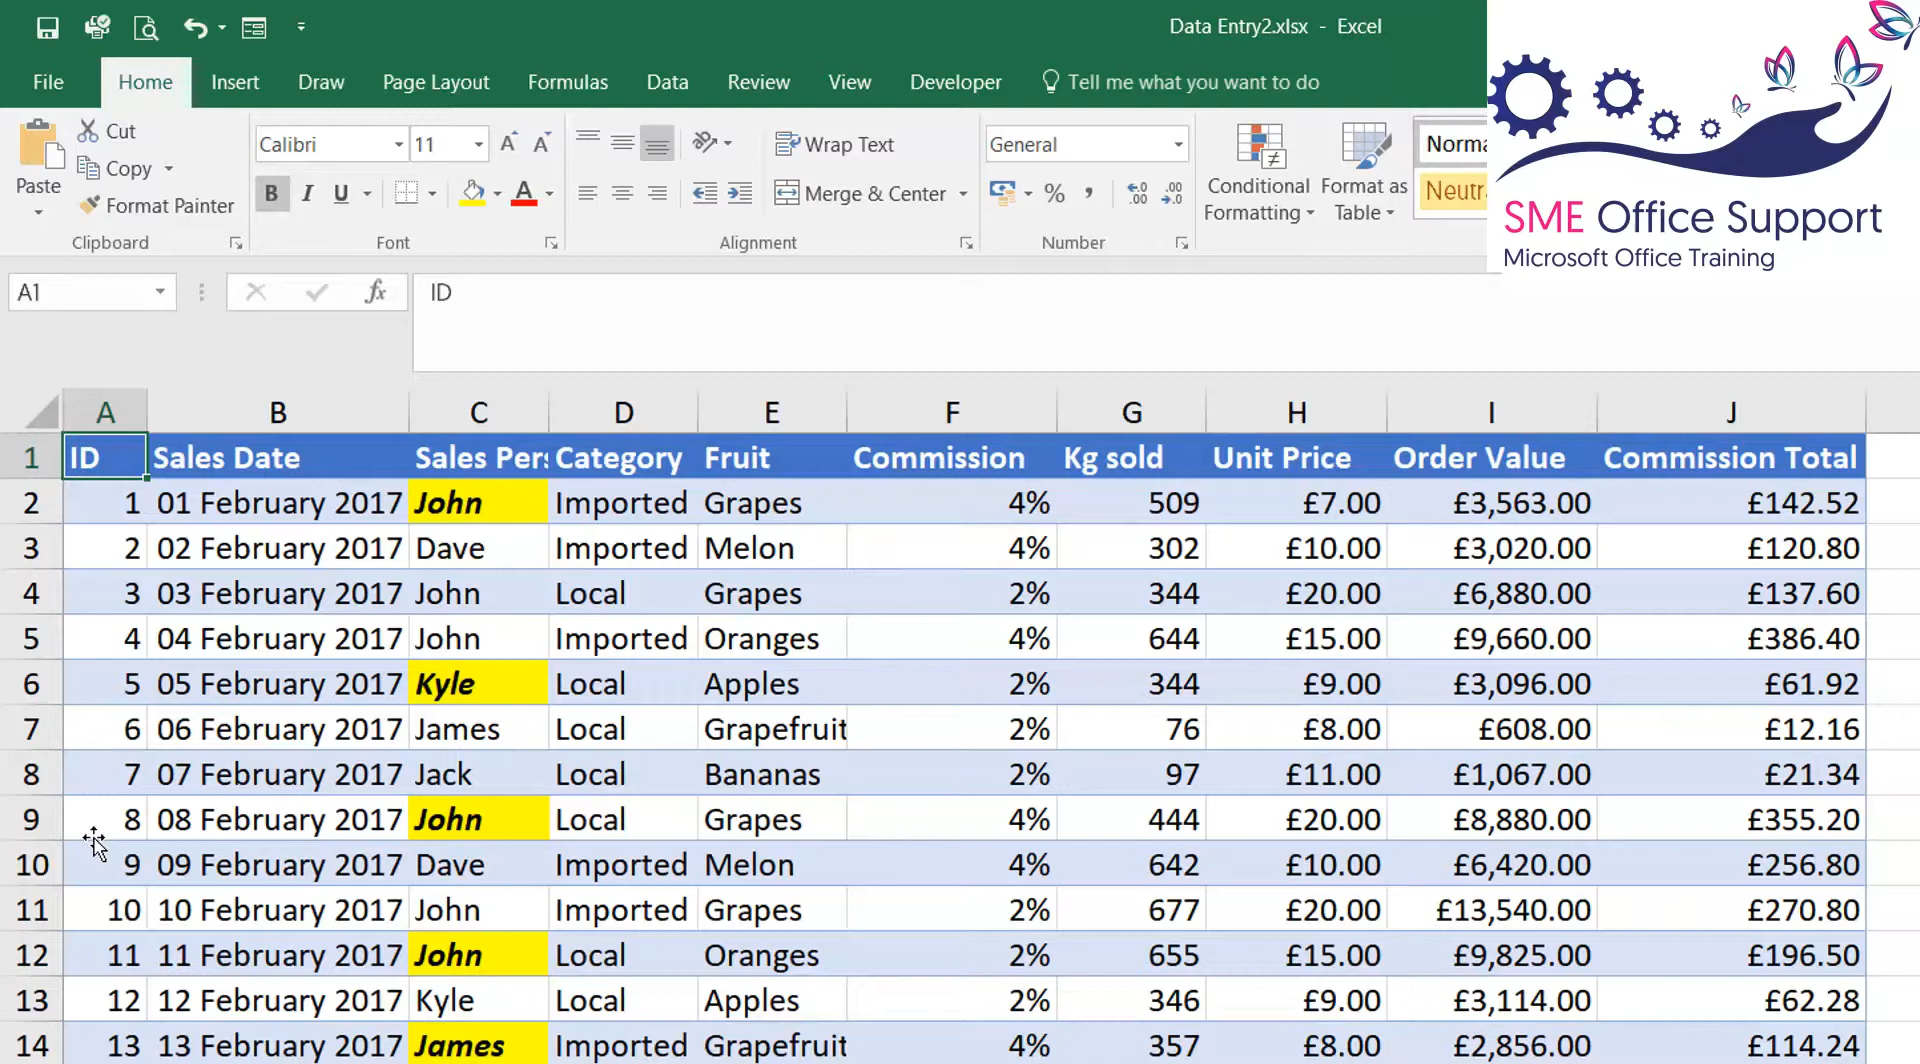 Data Entry2.xlsx - Excel
File Home Insert Draw Page Layout Formulas Data Review View Developer Tell me what you want to do
Paste
Cut
Copy
Format Painter
Clipboard
Calibri 11
B I U A
Font
Wrap Text
Merge & Center
Alignment
General
% ,
Number
Conditional Formatting
Format as Table
SME Office Support
Microsoft Office Training
A1 fx ID
A B C D E F G H I J
1 ID Sales Date Sales Category Fruit Commission Kg sold Unit Price Order Value Commission Total
2 1 01 February 2017 John Imported Grapes 4% 509 £7.00 £3,563.00 £142.52
3 2 02 February 2017 Dave Imported Melon 4% 302 £10.00 £3,020.00 £120.80
4 3 03 February 2017 John Local Grapes 2% 344 £20.00 £6,880.00 £137.60
5 4 04 February 2017 John Imported Oranges 4% 644 £15.00 £9,660.00 £386.40
6 5 05 February 2017 Kyle Local Apples 2% 344 £9.00 £3,096.00 £61.92
7 6 06 February 2017 James Local Grapefruit 2% 76 £8.00 £608.00 £12.16
8 7 07 February 2017 Jack Local Bananas 2% 97 £11.00 £1,067.00 £21.34
9 8 08 February 2017 John Local Grapes 4% 444 £20.00 £8,880.00 £355.20
10 9 09 February 2017 Dave Imported Melon 4% 642 £10.00 £6,420.00 £256.80
11 10 10 February 2017 John Imported Grapes 2% 677 £20.00 £13,540.00 £270.80
12 11 11 February 2017 John Local Oranges 2% 655 £15.00 £9,825.00 £196.50
13 12 12 February 2017 Kyle Local Apples 2% 346 £9.00 £3,114.00 £62.28
14 13 13 February 2017 James Imported Grapefruit 4% 357 £8.00 £2,856.00 £114.24